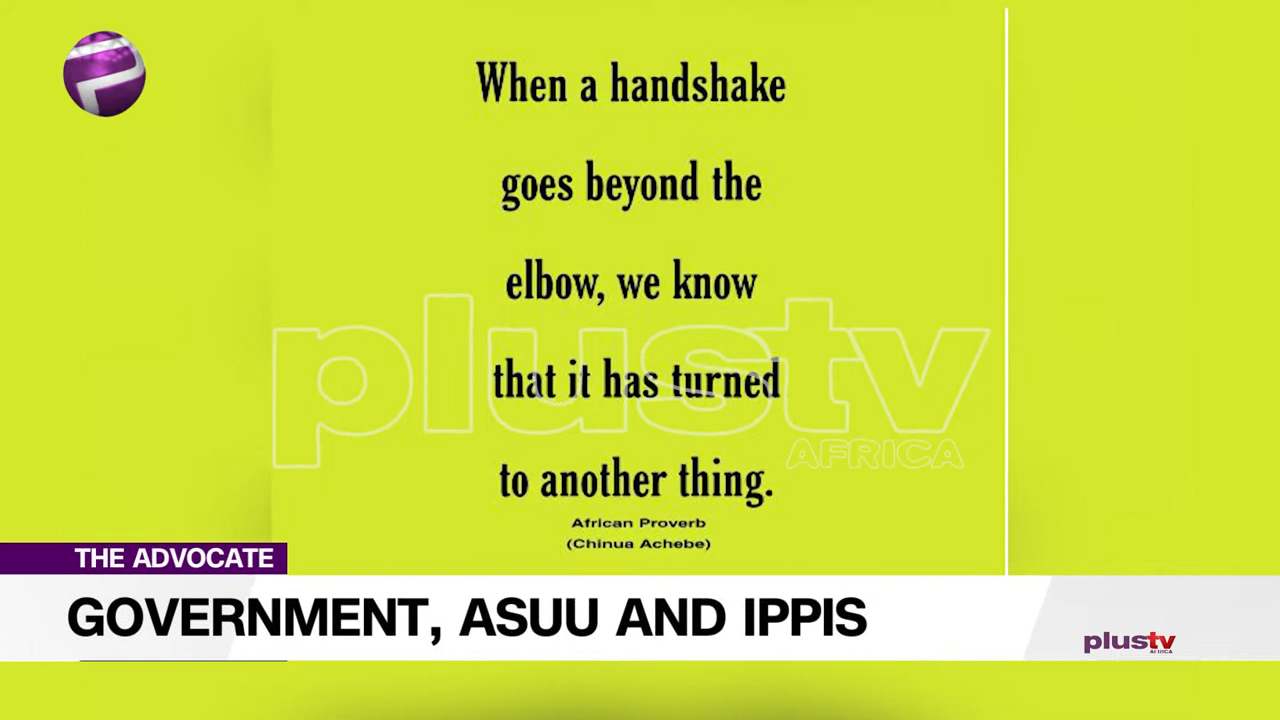 When a handshake
goes beyond the
elbow, we know
that it has turned
to another thing.
African Proverb
(Chinua Achebe)
plustv
AFRICA
THE ADVOCATE
GOVERNMENT, ASUU AND IPPIS
plustv
AFRICA